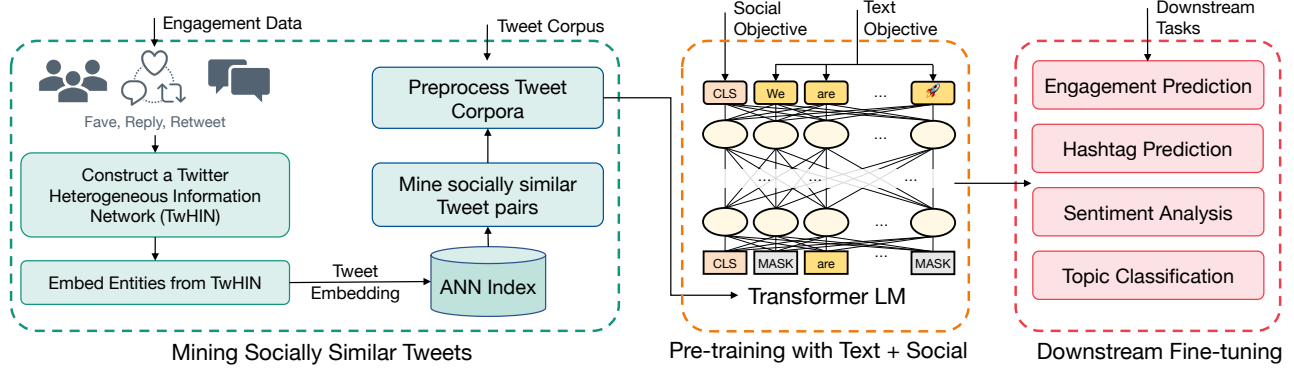 Engagement Data
Tweet Corpus
Fave, Reply, Retweet
Construct a Twitter
Heterogeneous Information
Network (TwHIN)
Embed Entities from TwHIN
Tweet
Embedding
ANN Index
Mine socially similar
Tweet pairs
Preprocess Tweet
Corpora
Mining Socially Similar Tweets
Social
Objective
Text
Objective
CLS We are ... 🚀
...
... ...
...
CLS MASK are ... MASK
Transformer LM
Pre-training with Text + Social
Downstream
Tasks
Engagement Prediction
Hashtag Prediction
Sentiment Analysis
Topic Classification
Downstream Fine-tuning